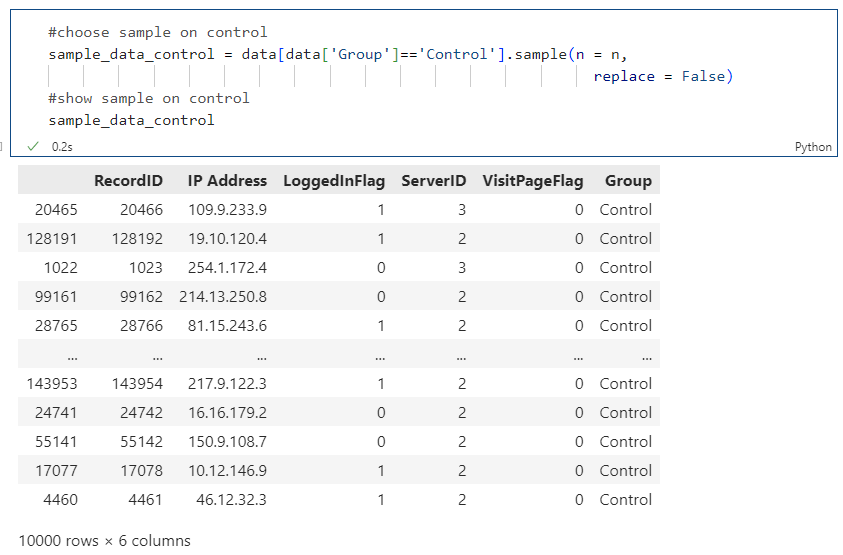 #choose sample on control
sample_data_control = data[data['Group']=='Control'].sample(n = n,
replace = False)
#show sample on control
sample_data_control
] ✓ 0.2s Python
RecordID IP Address LoggedInFlag ServerID VisitPageFlag Group
20465 20466 109.9.233.9 1 3 0 Control
128191 128192 19.10.120.4 1 2 0 Control
1022 1023 254.1.172.4 0 3 0 Control
99161 99162 214.13.250.8 0 2 0 Control
28765 28766 81.15.243.6 1 2 0 Control
... ... ... ... ... ... ...
143953 143954 217.9.122.3 1 2 0 Control
24741 24742 16.16.179.2 0 2 0 Control
55141 55142 150.9.108.7 0 2 0 Control
17077 17078 10.12.146.9 1 2 0 Control
4460 4461 46.12.32.3 1 2 0 Control
10000 rows × 6 columns